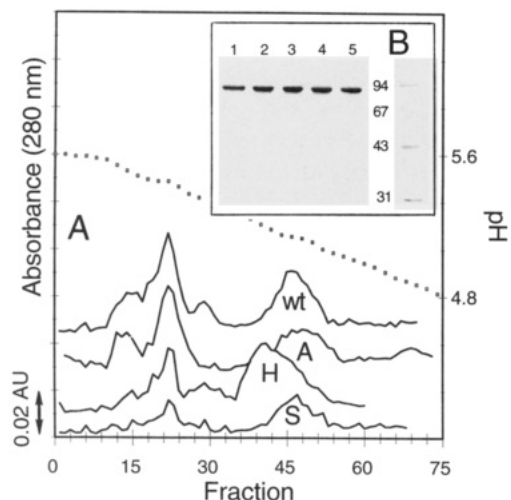 B
1 2 3 4 5
94
67
43
31
Absorbance (280 nm)
5.6
pH
4.8
A
wt
A
H
S
0.02 AU
0 15 30 45 60 75
Fraction